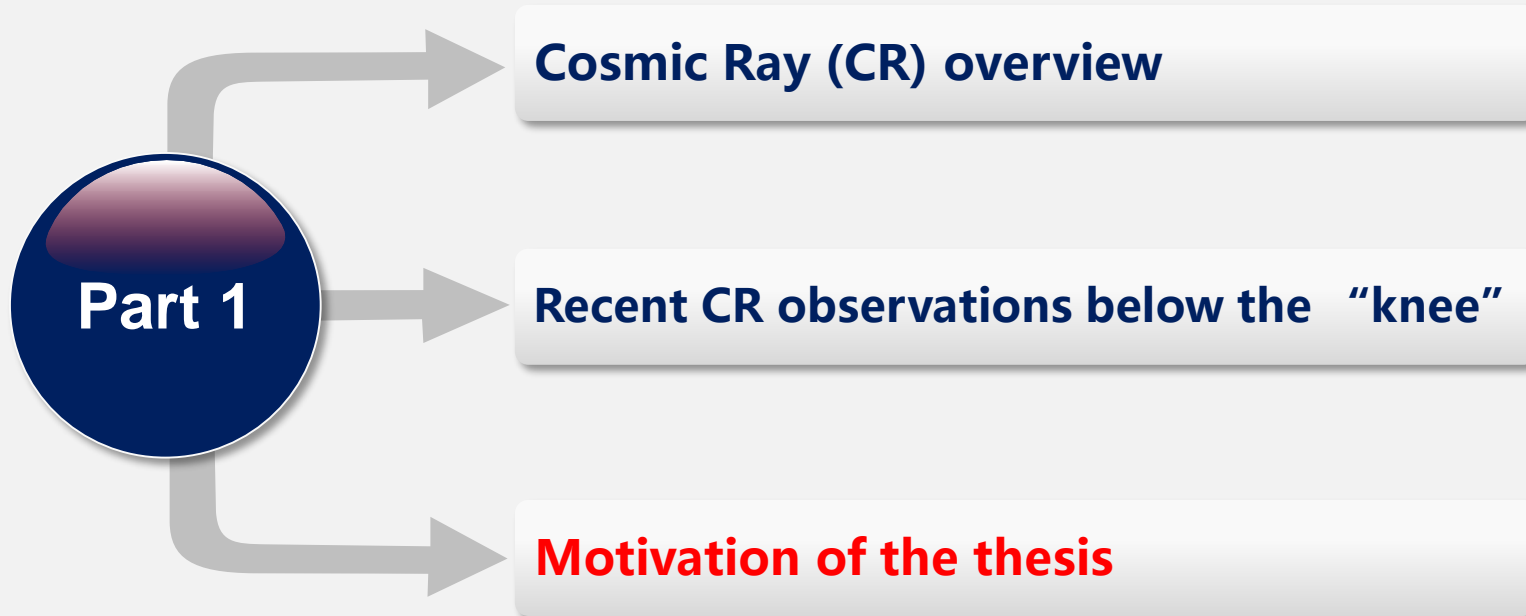 Cosmic Ray (CR) overview
Part 1
Recent CR observations below the “knee”
Motivation of the thesis